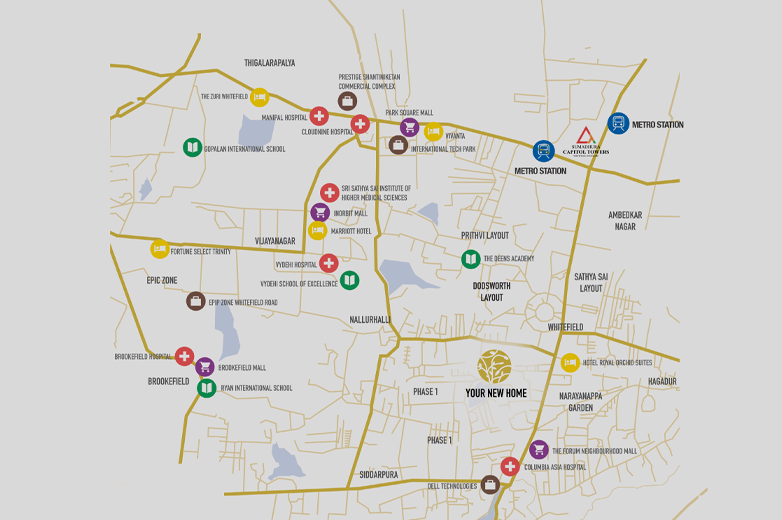 THIGALARAPALYA
PRESTIGE SHANTINIKETAN
COMMERCIAL COMPLEX
THE ZURI WHITEFIELD
MANIPAL HOSPITAL
PARK SQUARE MALL
METRO STATION
CLOUDNINE HOSPITAL
VIVANTA
INTERNATIONAL TECH PARK
GOPALAN INTERNATIONAL SCHOOL
SUMADHURA
CAPITOL TOWERS
METRO STATION
SRI SATHYA SAI INSTITUTE OF
HIGHER MEDICAL SCIENCES
INORBIT MALL
AMBEDKAR
NAGAR
MARRIOTT HOTEL
VIJAYANAGAR
PRITHVI LAYOUT
FORTUNE SELECT TRINITY
VYDEHI HOSPITAL
THE DEENS ACADEMY
EPIC ZONE
VYDEHI SCHOOL OF EXCELLENCE
DODSWORTH
LAYOUT
SATHYA SAI
LAYOUT
EPIP ZONE WHITEFIELD ROAD
NALLURHALLI
WHITEFIELD
BROOKEFIELD HOSPITAL
BROOKEFIELD MALL
HOTEL ROYAL ORCHID SUITES
BROOKEFIELD
RYAN INTERNATIONAL SCHOOL
PHASE 1
YOUR NEW HOME
HAGADUR
NARAYANAPPA
GARDEN
PHASE 1
THE FORUM NEIGHBOURHOOD MALL
SIDDARPURA
COLUMBIA ASIA HOSPITAL
DELL TECHNOLOGIES